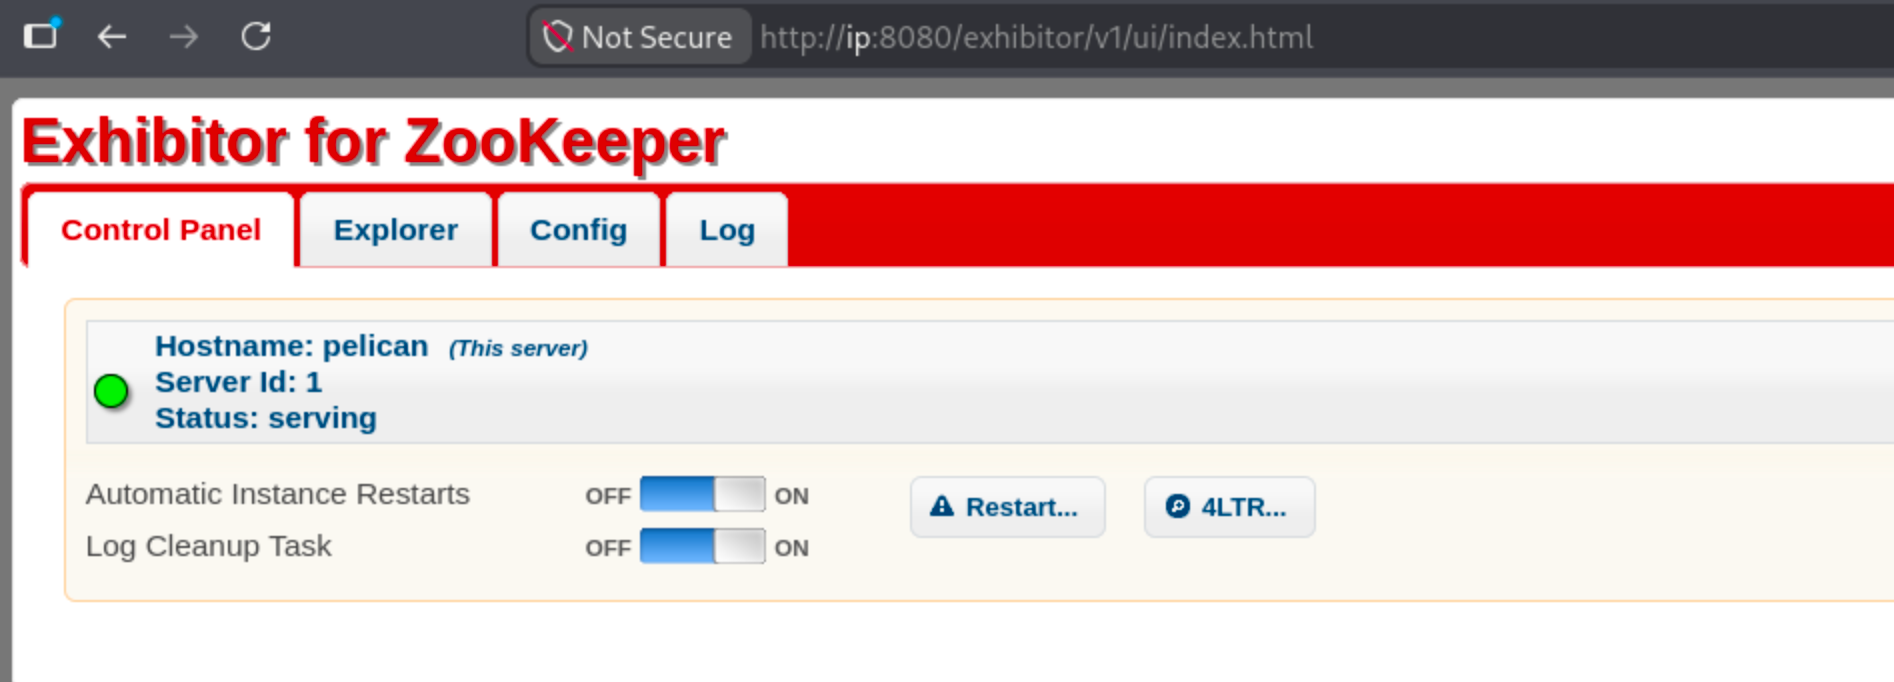 Not Secure http://ip:8080/exhibitor/v1/ui/index.html
Exhibitor for ZooKeeper
Control Panel Explorer Config Log
Hostname: pelican (This server)
Server Id: 1
Status: serving
Automatic Instance Restarts OFF ON Restart... 4LTR...
Log Cleanup Task OFF ON